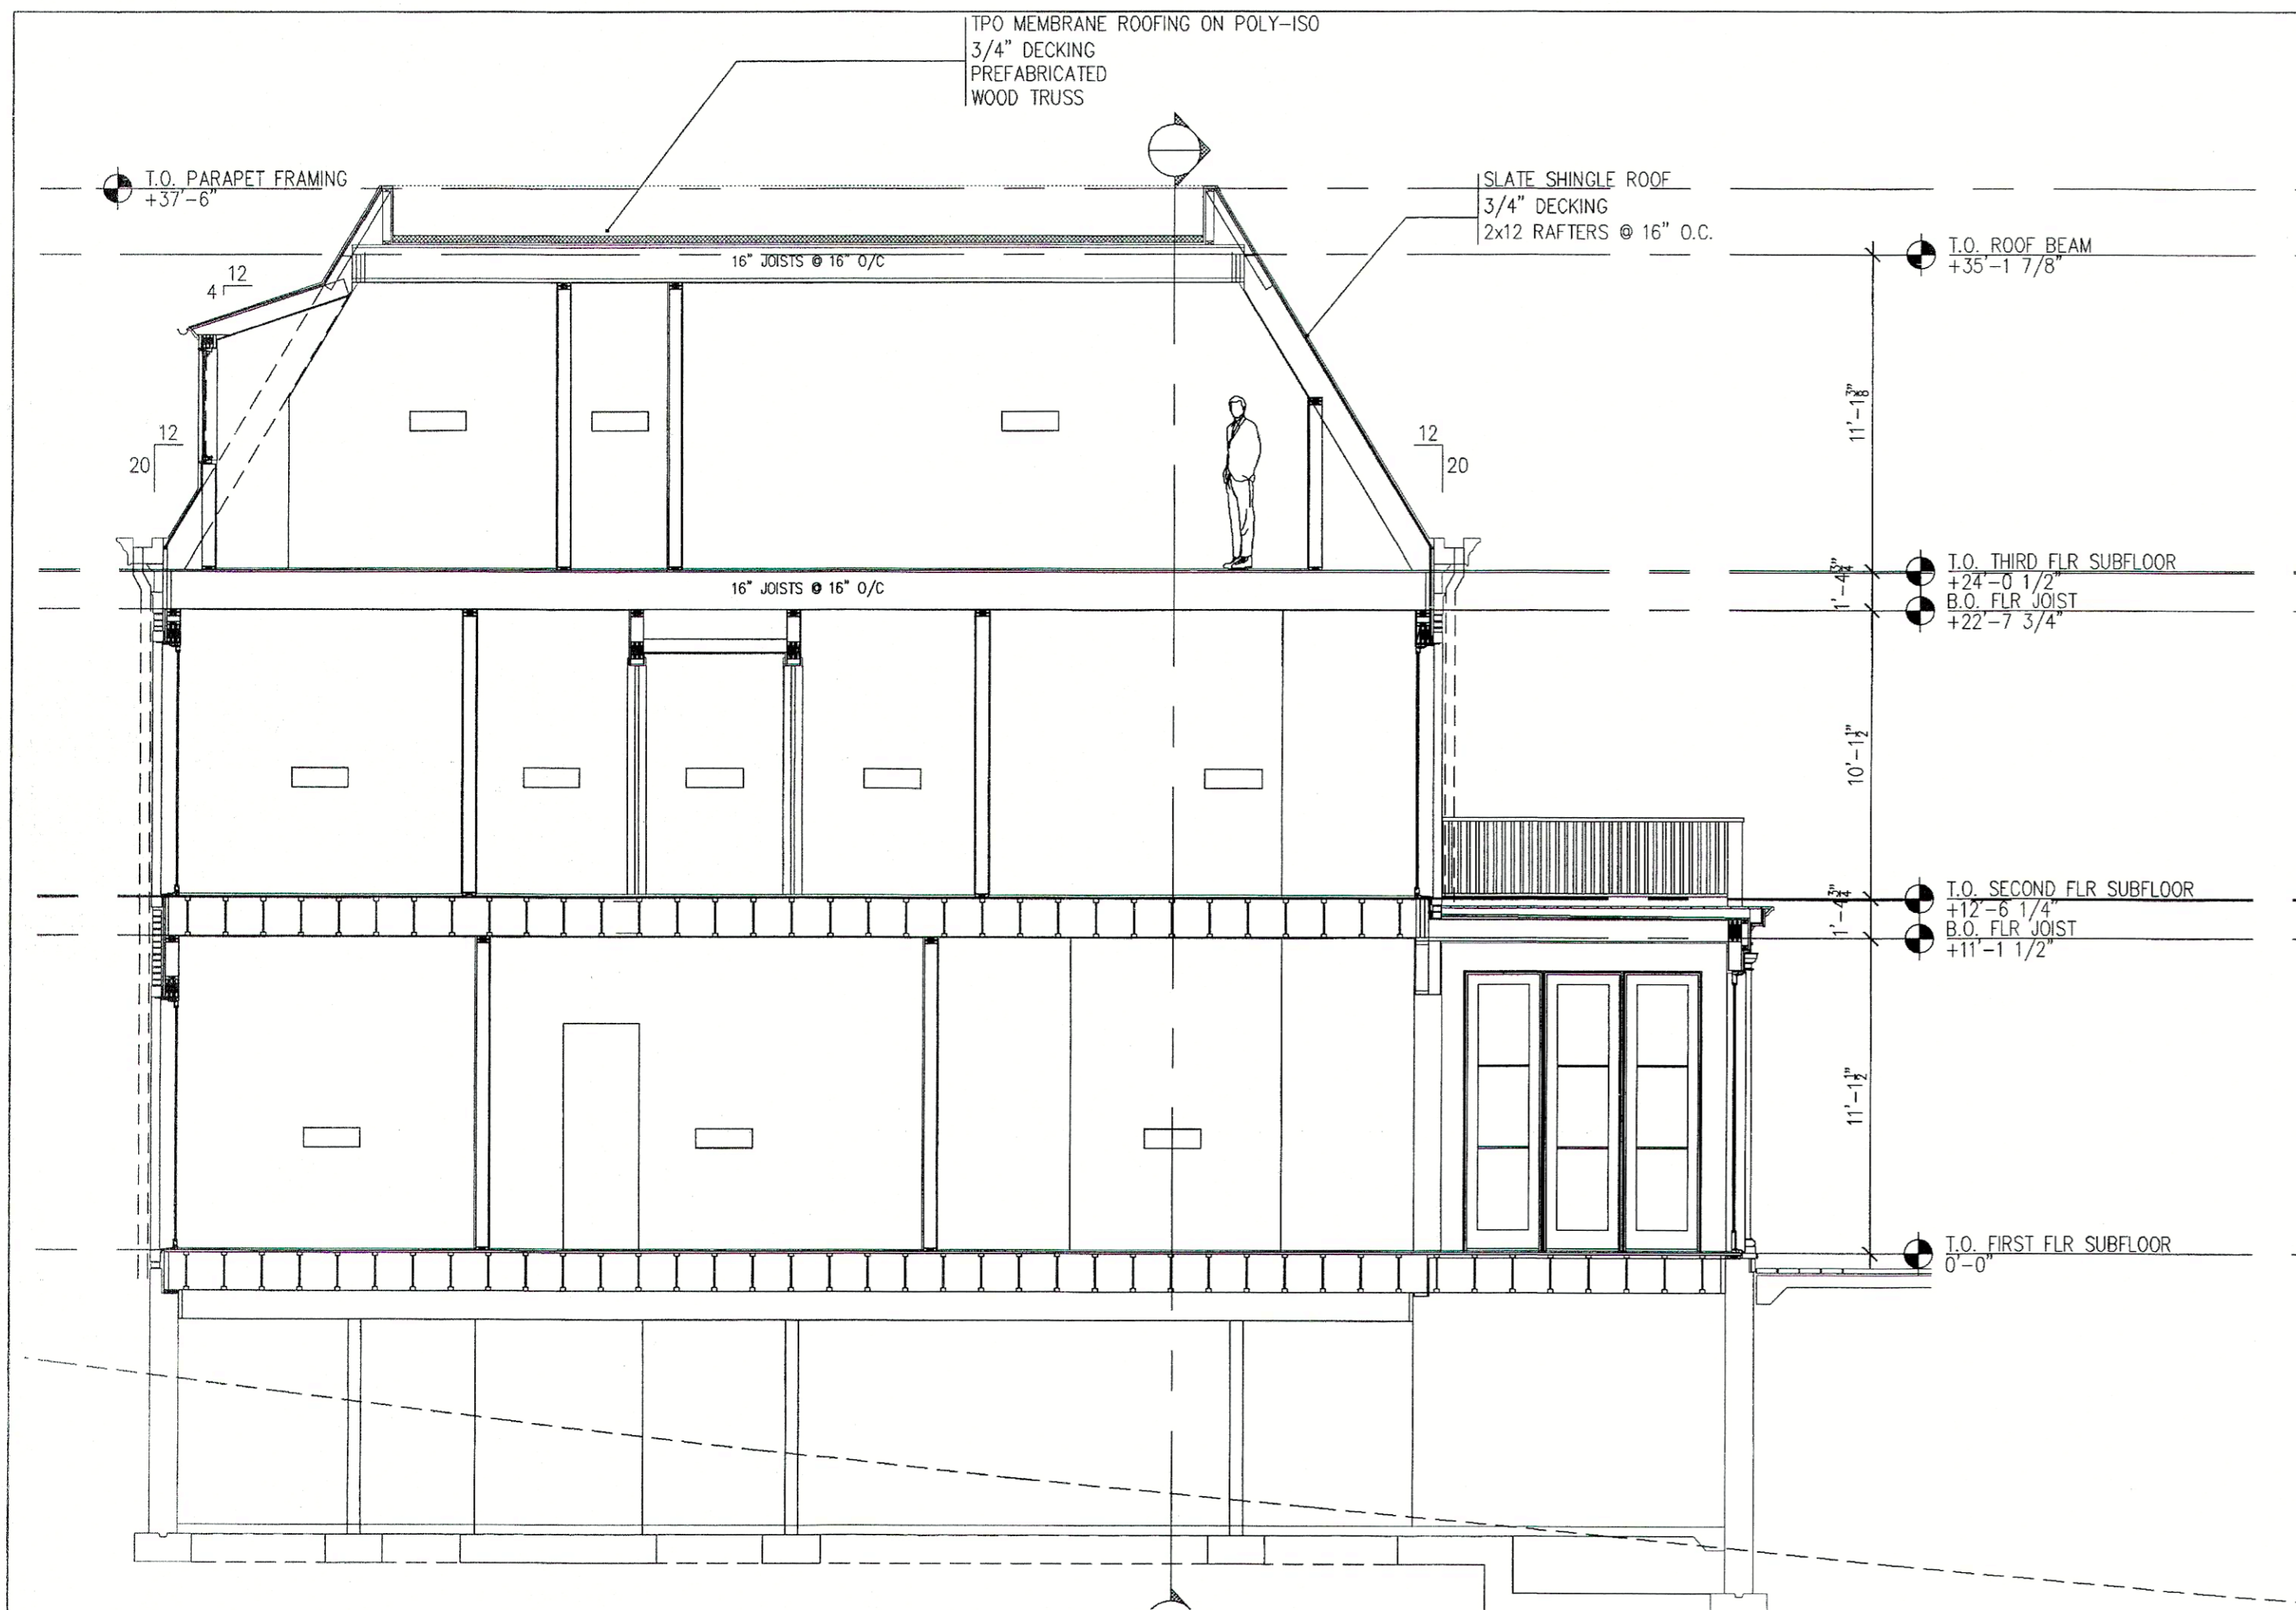 TPO MEMBRANE ROOFING ON POLY-ISO
3/4" DECKING
PREFABRICATED
WOOD TRUSS
T.O. PARAPET FRAMING
+37'-6"
SLATE SHINGLE ROOF
3/4" DECKING
2x12 RAFTERS @ 16" O.C.
T.O. ROOF BEAM
+35'-1 7/8"
16" JOISTS @ 16" O/C
12
4
11'-1 3/8"
12
20
12
20
T.O. THIRD FLR SUBFLOOR
+24'-0 1/2"
1'-4 3/4"
16" JOISTS @ 16" O/C
B.O. FLR JOIST
+22'-7 3/4"
10'-1 1/2"
T.O. SECOND FLR SUBFLOOR
+12'-6 1/4"
1'-4 3/4"
B.O. FLR JOIST
+11'-1 1/2"
11'-1 1/2"
T.O. FIRST FLR SUBFLOOR
0'-0"